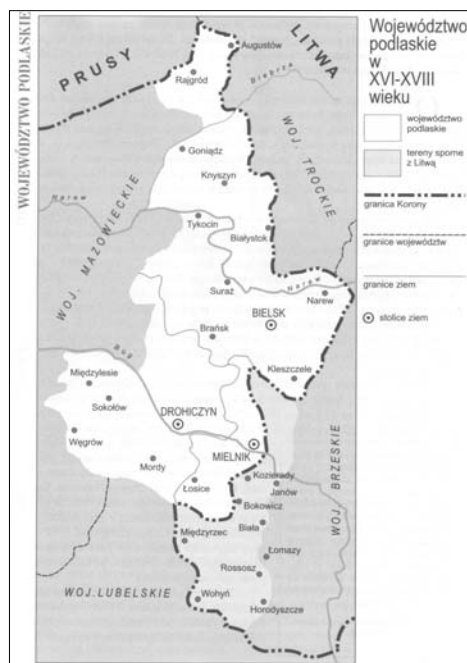 WOJEWÓDZTWO PODLASKIE
Województwo
podlaskie
w
XVI-XVIII
wieku
województwo
podlaskie
tereny sporne
z Litwą
granica Korony
granice województw
granice ziem
stolice ziem
PRUSY
LITWA
Augustów
Rajgród
Biebrza
Goniądz
Knyszyn
WOJ. TROCKIE
WOJ. MAZOWIECKIE
Narew
Tykocin
Białystok
Suraż
Narew
Narew
BIELSK
Brańsk
Kleszczele
Bug
Międzylesie
Sokołów
DROHICZYN
Węgrów
MIELNIK
Mordy
Łosice
Kozierady
Janów
Bokowicz
WOJ. BRZESKIE
Biała
Międzyrzec
Łomazy
Rossosz
WOJ.LUBELSKIE
Wohyń
Horodyszcze